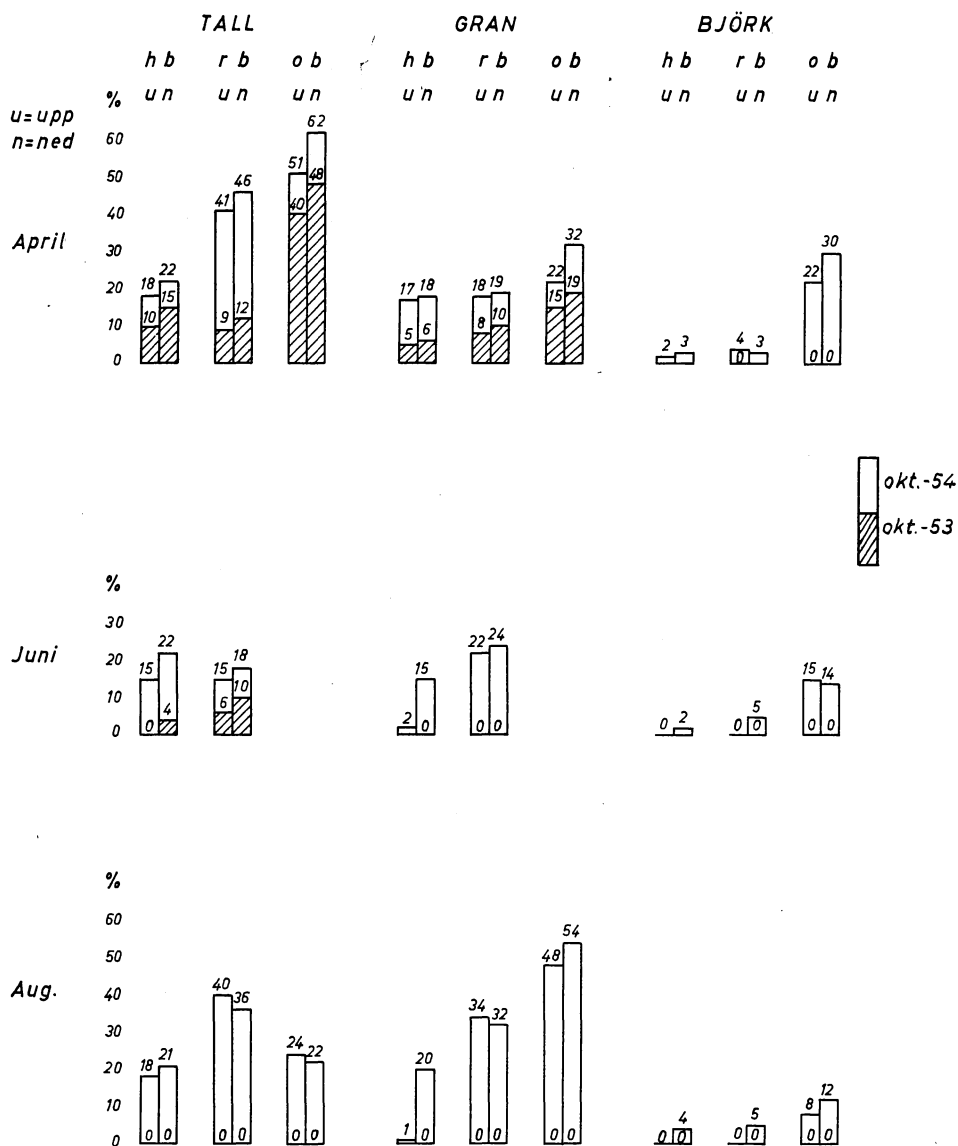 TALL GRAN BJÖRK
h b r b o b h b r b o b h b r b o b
% u n u n u n u n u n u n u n u n u n
u=upp
n=ned
60 62
50 51 48
40 41 46 40
April
30 32 30
20 18 22 17 18 18 19 22 19 22
10 10 15 9 12 5 6 8 10 15 2 3 4 3
0 0 0 0
okt.-54
okt.-53
%
30
Juni
20 22 18 22 24
10 15 4 15 6 10 15 5 15 14
0 0 2 0 0 0 0 2 0 0 0 0
%
60
50 54
Aug.
40 40 36 48
30 34 32
20 18 21 24 22 20
10 8 12
0 0 0 0 0 0 0 1 0 0 0 0 0 0 4 0 0 5 0 0 0